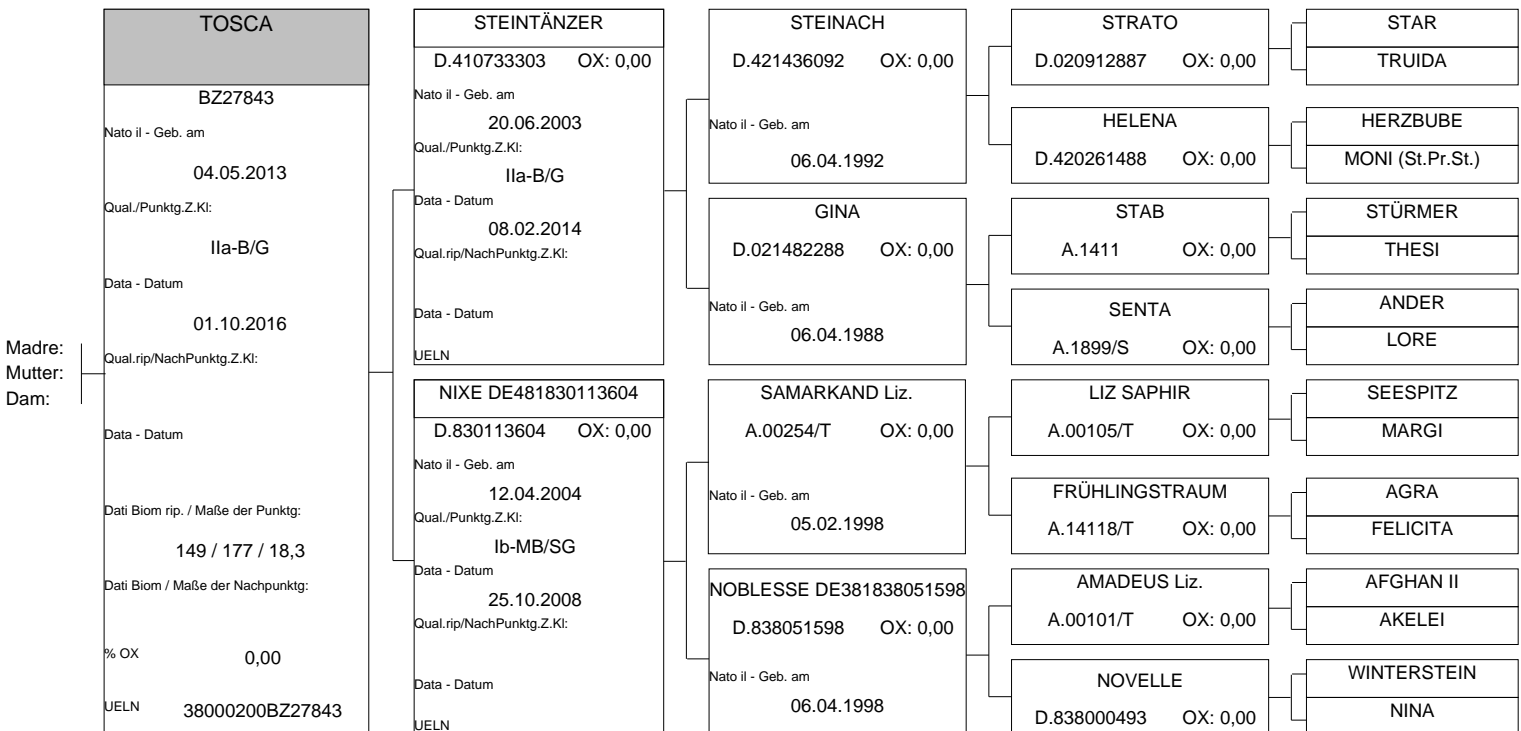 Madre:
Mutter:
Dam:
TOSCA
BZ27843
Nato il - Geb. am
04.05.2013
Qual./Punktg.Z.Kl:
IIa-B/G
Data - Datum
01.10.2016
Qual.rip/NachPunktg.Z.Kl:
Data - Datum
Dati Biom rip. / Maße der Punktg:
149 / 177 / 18,3
Dati Biom / Maße der Nachpunktg:
% OX 0,00
UELN 38000200BZ27843
STEINTÄNZER
D.410733303 OX: 0,00
Nato il - Geb. am
20.06.2003
Qual./Punktg.Z.Kl:
IIa-B/G
Data - Datum
08.02.2014
Qual.rip/NachPunktg.Z.Kl:
Data - Datum
UELN
NIXE DE481830113604
D.830113604 OX: 0,00
Nato il - Geb. am
12.04.2004
Qual./Punktg.Z.Kl:
Ib-MB/SG
Data - Datum
25.10.2008
Qual.rip/NachPunktg.Z.Kl:
Data - Datum
UELN
STEINACH
D.421436092 OX: 0,00
Nato il - Geb. am
06.04.1992
GINA
D.021482288 OX: 0,00
Nato il - Geb. am
06.04.1988
SAMARKAND Liz.
A.00254/T OX: 0,00
Nato il - Geb. am
05.02.1998
NOBLESSE DE381838051598
D.838051598 OX: 0,00
Nato il - Geb. am
06.04.1998
STRATO
D.020912887 OX: 0,00
HELENA
D.420261488 OX: 0,00
STAB
A.1411 OX: 0,00
SENTA
A.1899/S OX: 0,00
LIZ SAPHIR
A.00105/T OX: 0,00
FRÜHLINGSTRAUM
A.14118/T OX: 0,00
AMADEUS Liz.
A.00101/T OX: 0,00
NOVELLE
D.838000493 OX: 0,00
STAR
TRUIDA
HERZBUBE
MONI (St.Pr.St.)
STÜRMER
THESI
ANDER
LORE
SEESPITZ
MARGI
AGRA
FELICITA
AFGHAN II
AKELEI
WINTERSTEIN
NINA